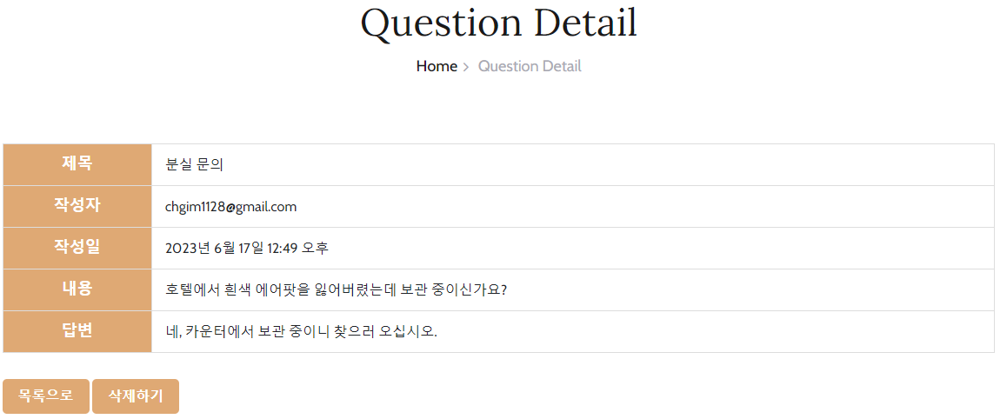 Question Detail
Home > Question Detail
제목 분실 문의
작성자 chgim1128@gmail.com
작성일 2023년 6월 17일 12:49 오후
내용 호텔에서 흰색 에어팟을 잃어버렸는데 보관 중이신가요?
답변 네, 카운터에서 보관 중이니 찾으러 오십시오.
목록으로 삭제하기